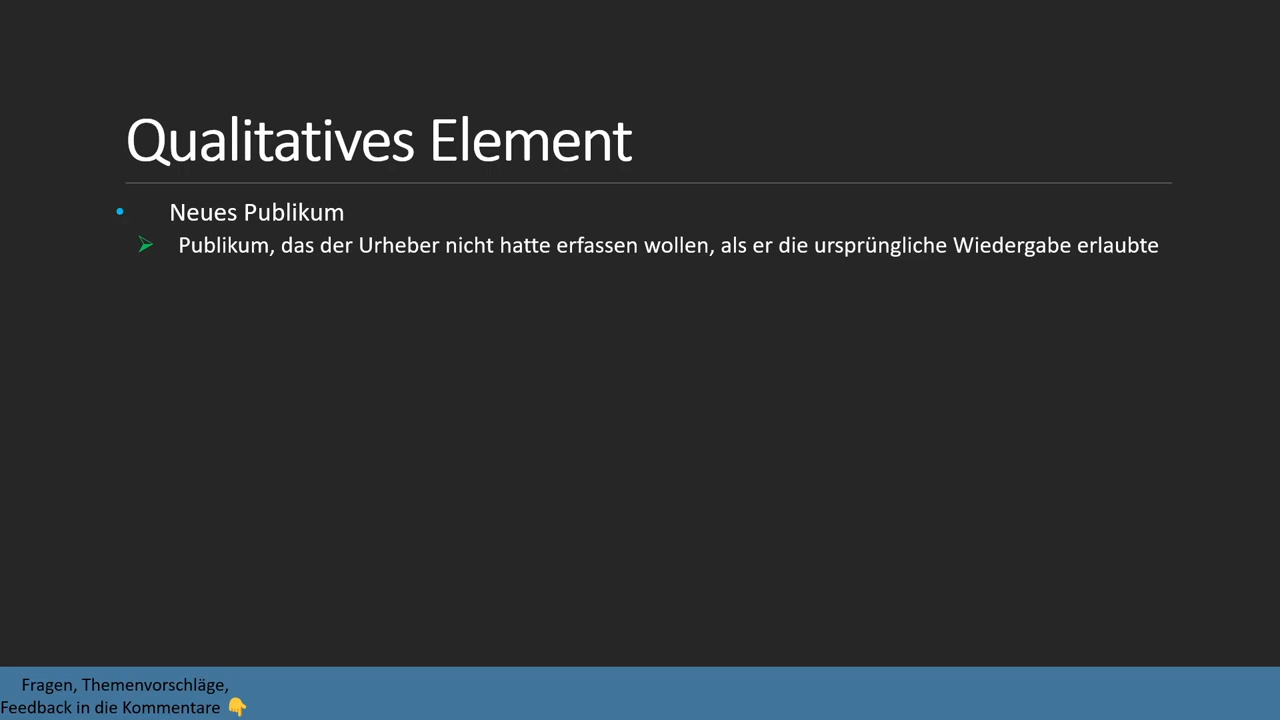 Qualitatives Element
• Neues Publikum
➢ Publikum, das der Urheber nicht hatte erfassen wollen, als er die ursprüngliche Wiedergabe erlaubte
Fragen, Themenvorschläge,
Feedback in die Kommentare 👇